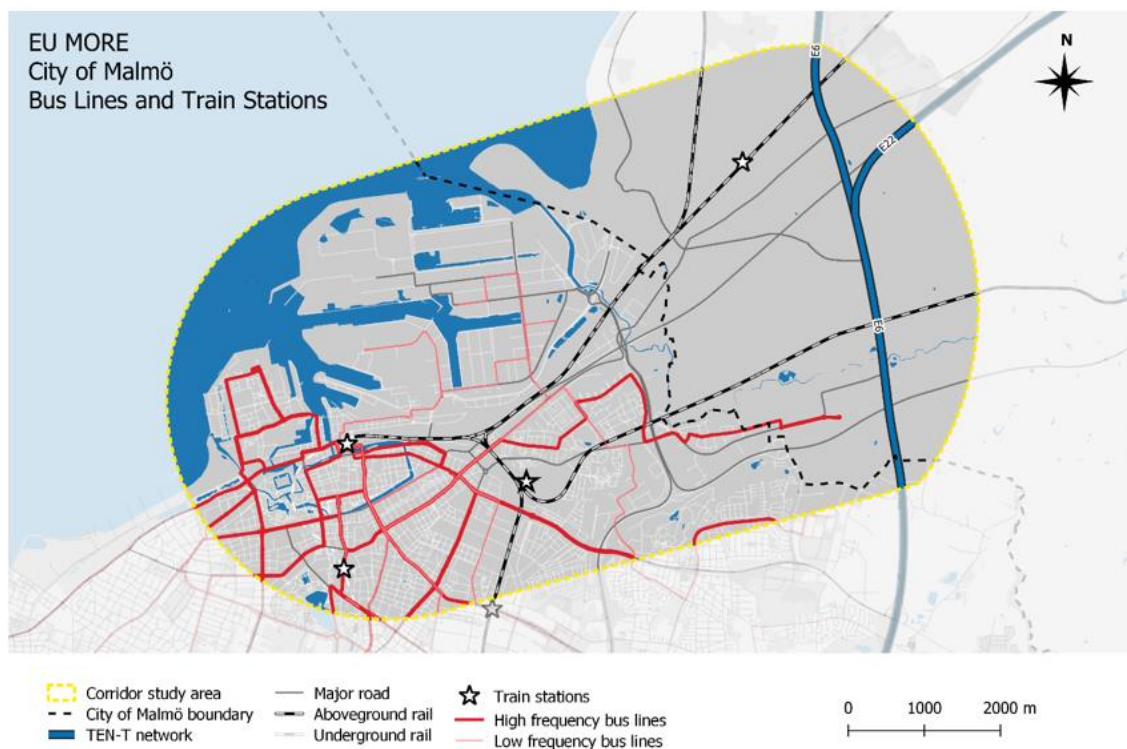 EU MORE
City of Malmö
Bus Lines and Train Stations
N
E6
E22
E6
Corridor study area
City of Malmö boundary
TEN-T network
Major road
Aboveground rail
Underground rail
Train stations
High frequency bus lines
Low frequency bus lines
0 1000 2000 m